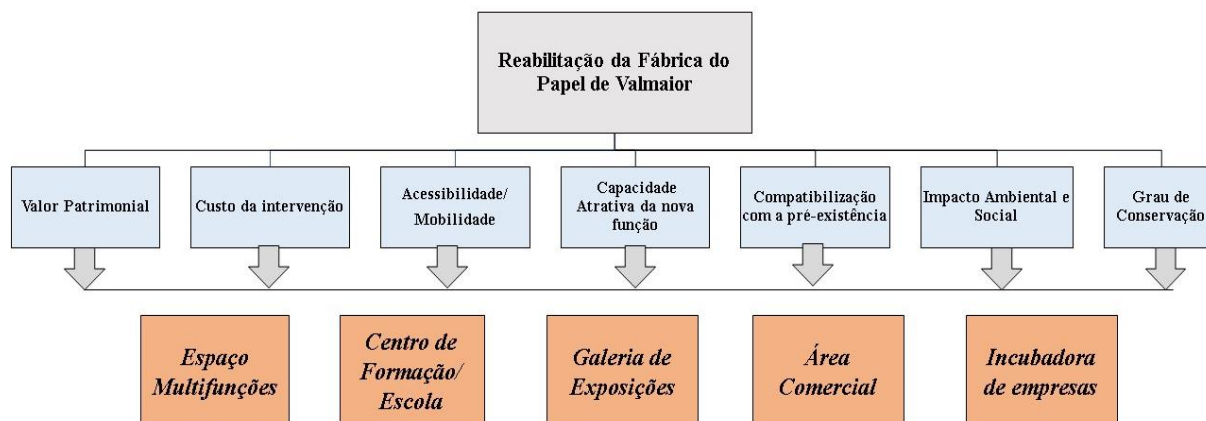 Reabilitação da Fábrica do
Papel de Valmaior
Valor Patrimonial
Custo da intervenção
Acessibilidade/
Mobilidade
Capacidade
Atrativa da nova
função
Compatibilização
com a pré-existência
Impacto Ambiental e
Social
Grau de
Conservação
Espaço
Multifunções
Centro de
Formação/
Escola
Galeria de
Exposições
Área
Comercial
Incubadora
de empresas